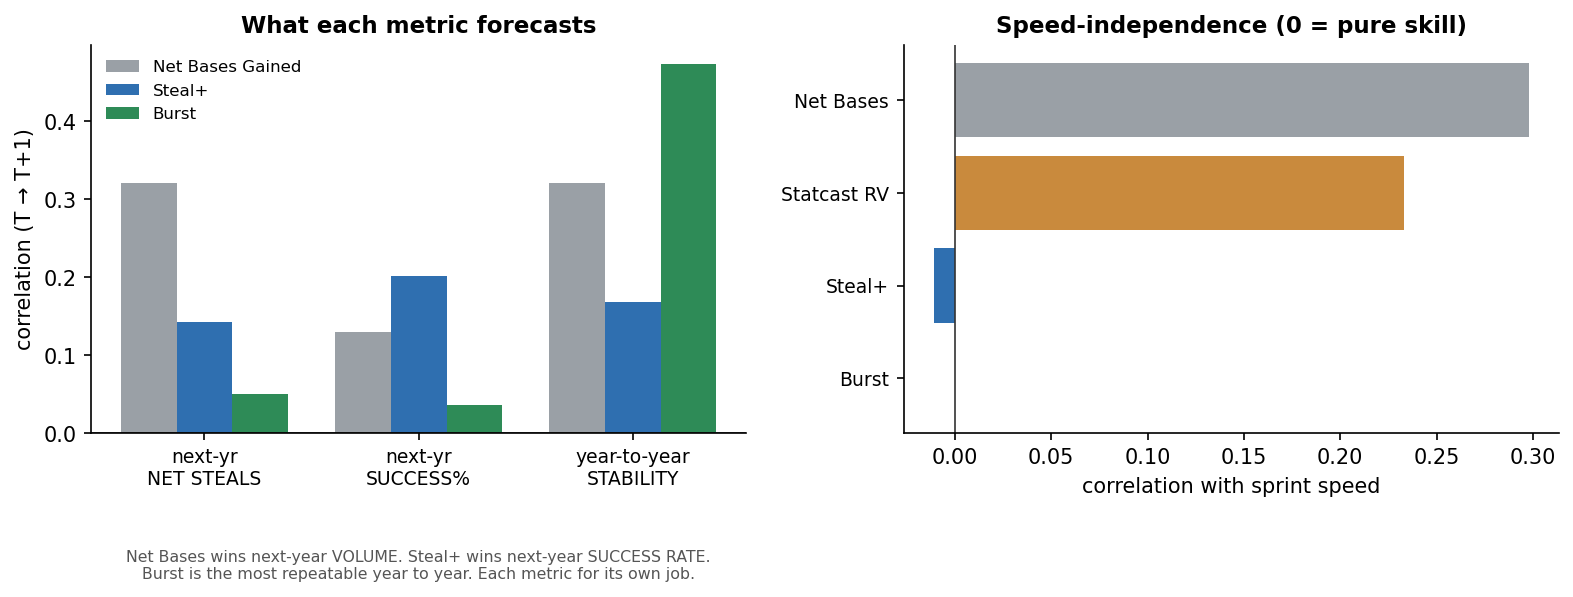 What each metric forecasts
Net Bases Gained
Steal+
Burst
correlation (T → T+1)
0.4
0.3
0.2
0.1
0.0
next-yr
NET STEALS
next-yr
SUCCESS%
year-to-year
STABILITY
Net Bases wins next-year VOLUME. Steal+ wins next-year SUCCESS RATE.
Burst is the most repeatable year to year. Each metric for its own job.
Speed-independence (0 = pure skill)
Net Bases
Statcast RV
Steal+
Burst
0.00 0.05 0.10 0.15 0.20 0.25 0.30
correlation with sprint speed